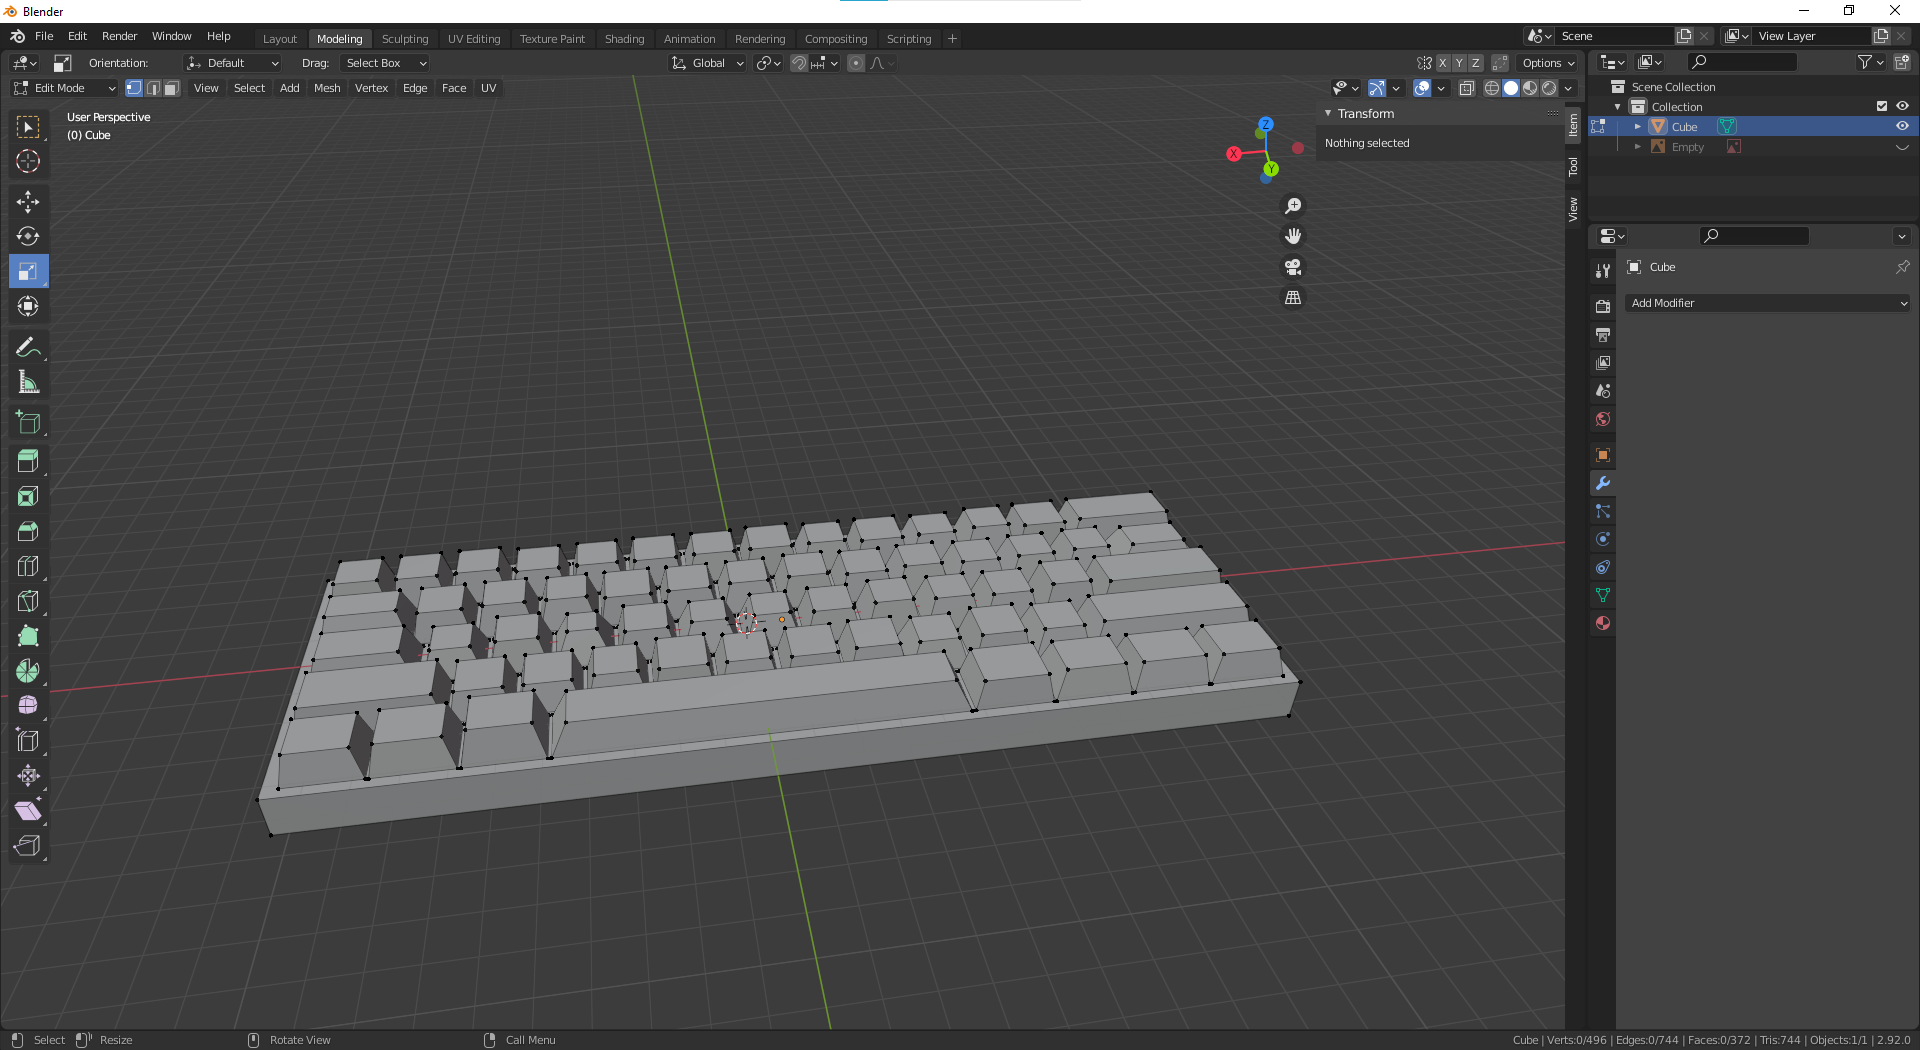 Blender
File Edit Render Window Help Layout Modeling Sculpting UV Editing Texture Paint Shading Animation Rendering Compositing Scripting + Scene View Layer
Orientation: Default Drag: Select Box Global X Y Z Options
Edit Mode View Select Add Mesh Vertex Edge Face UV
User Perspective
(0) Cube
Z
X
Y
Transform
Nothing selected
Item
Tool
View
Scene Collection
Collection
Cube
Empty
Cube
Add Modifier
Select Resize Rotate View Call Menu Cube | Verts:0/496 | Edges:0/744 | Faces:0/372 | Tris:744 | Objects:1/1 | 2.92.0